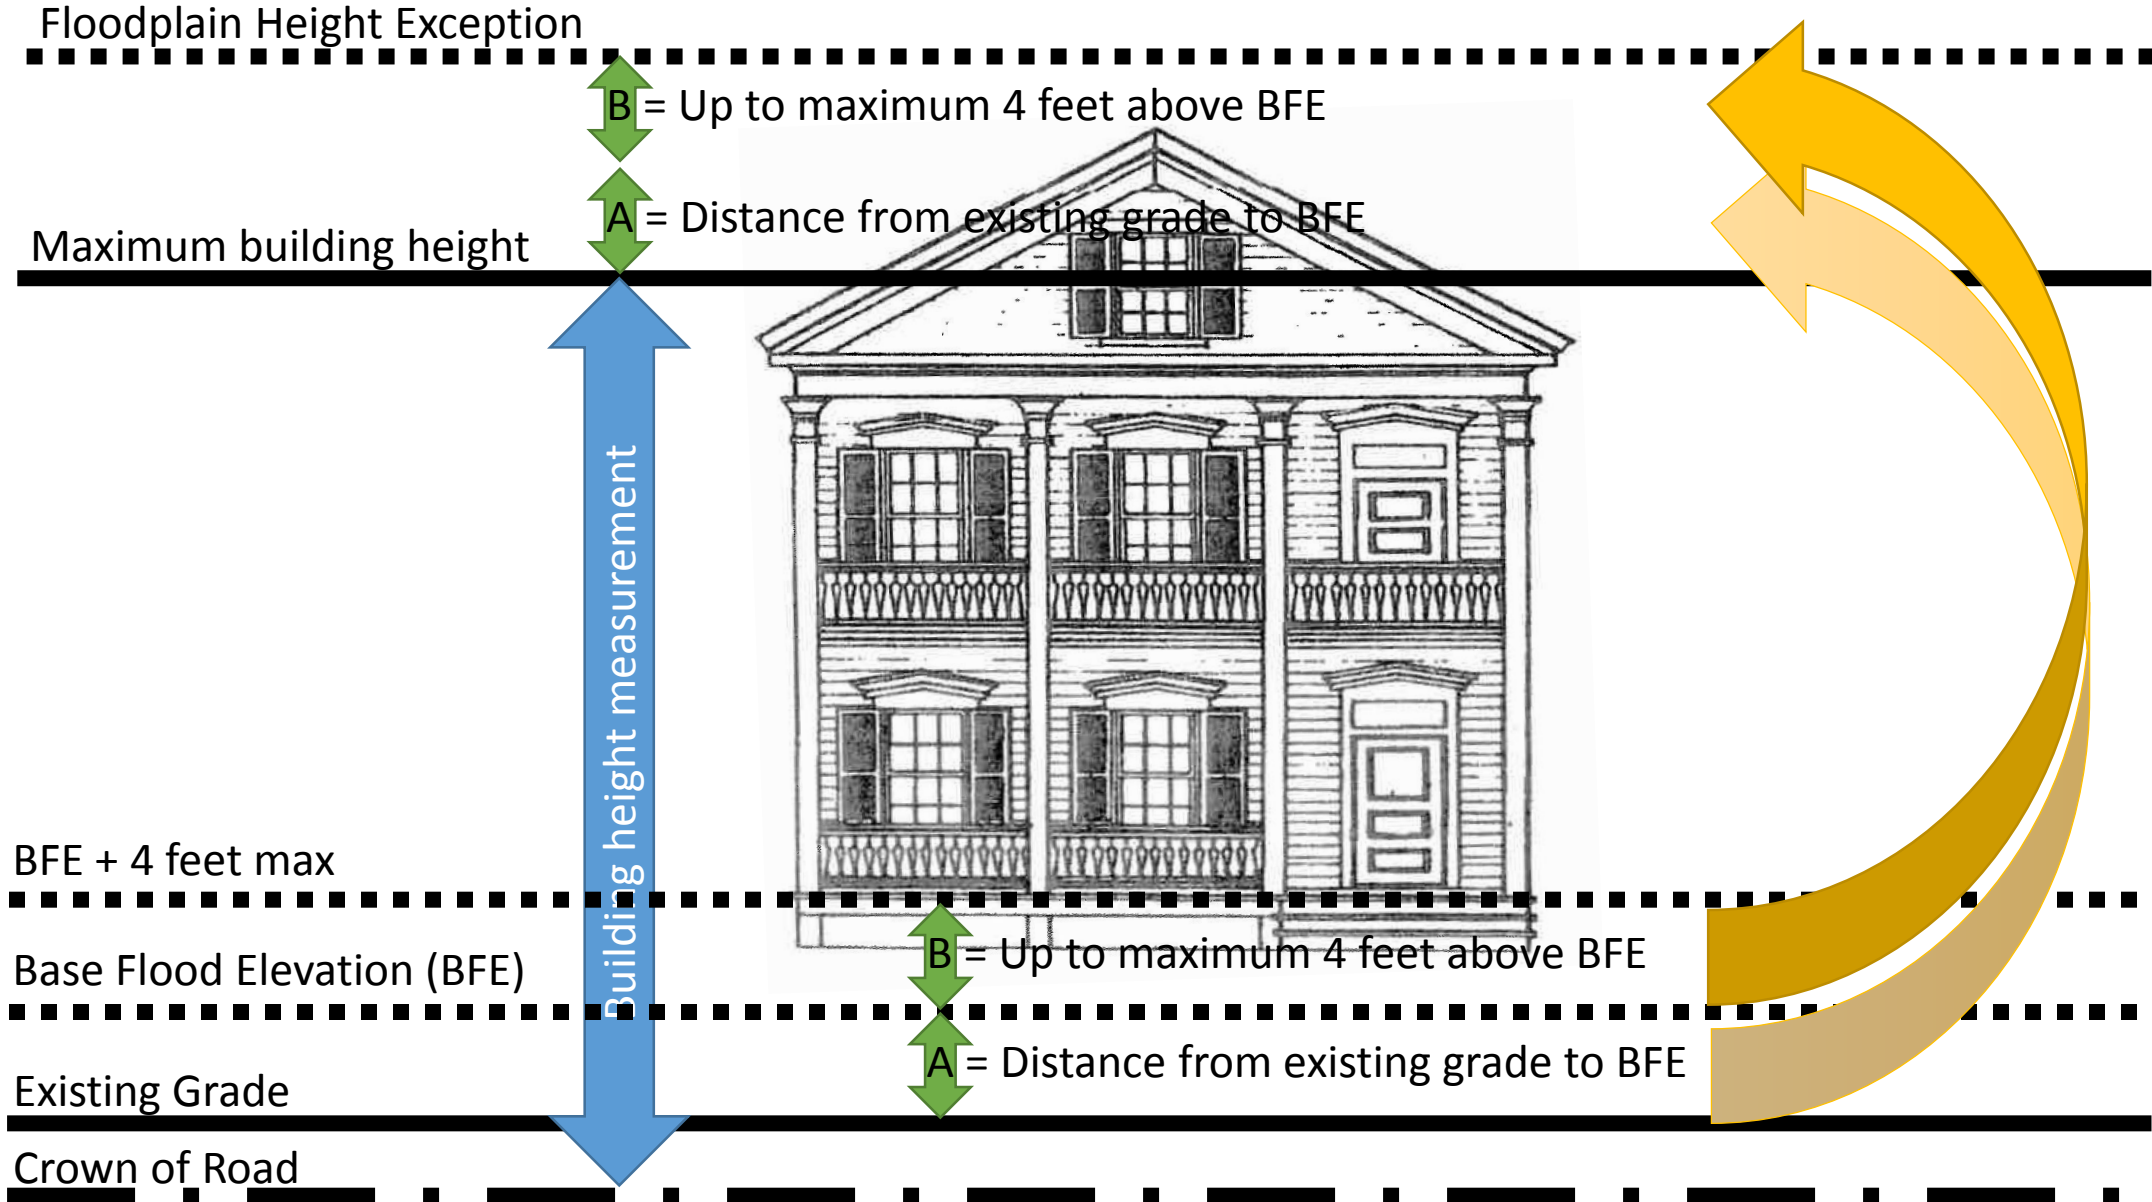 Floodplain Height Exception
B = Up to maximum 4 feet above BFE
A = Distance from existing grade to BFE
Maximum building height
Building height measurement
BFE + 4 feet max
B = Up to maximum 4 feet above BFE
Base Flood Elevation (BFE)
A = Distance from existing grade to BFE
Existing Grade
Crown of Road